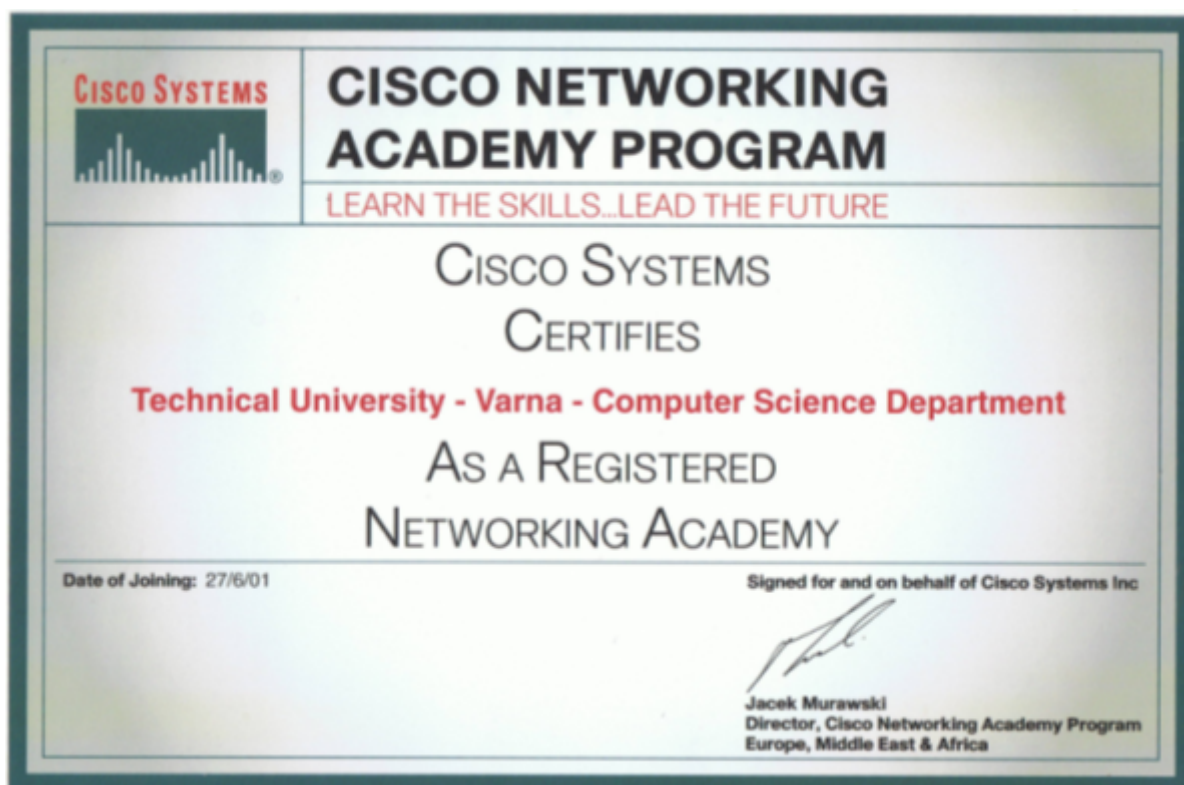 CISCO SYSTEMS
®
CISCO NETWORKING
ACADEMY PROGRAM
LEARN THE SKILLS...LEAD THE FUTURE
CISCO SYSTEMS
CERTIFIES
Technical University - Varna - Computer Science Department
AS A REGISTERED
NETWORKING ACADEMY
Date of Joining: 27/6/01
Signed for and on behalf of Cisco Systems Inc
Jacek Murawski
Director, Cisco Networking Academy Program
Europe, Middle East & Africa